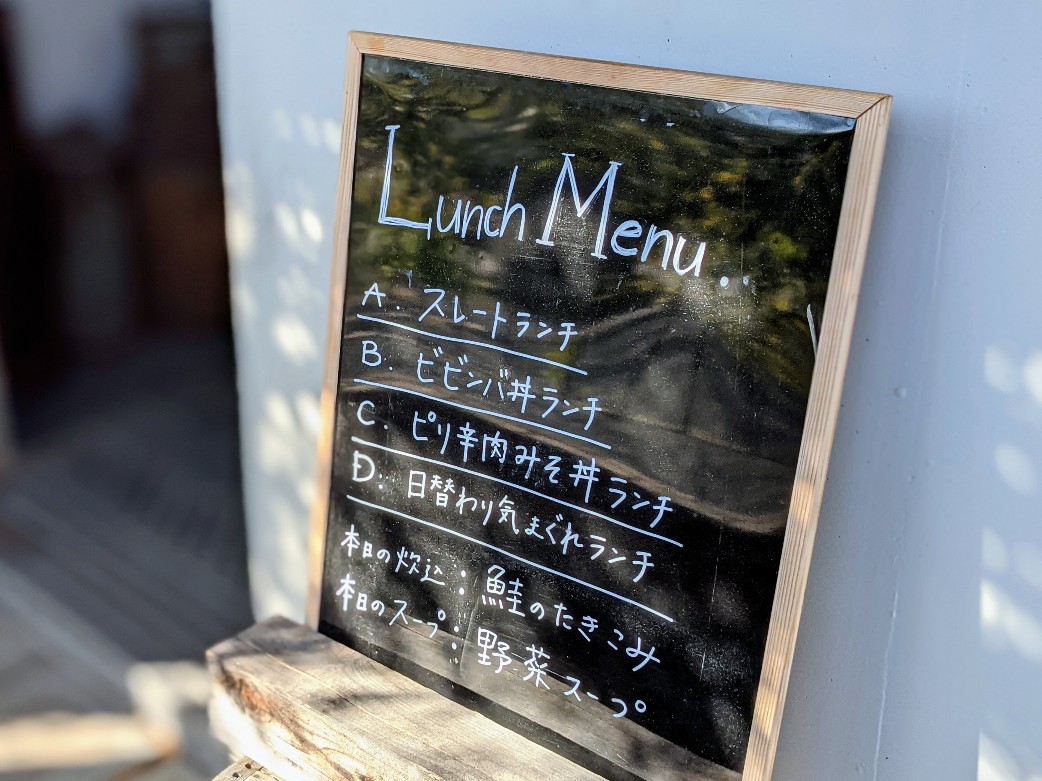 Lunch Menu..
A. スレートランチ
B. ビビンバ丼ランチ
C. ピリ辛肉みそ丼ランチ
D. 日替わり気まぐれランチ
本日の炊込: 鮭のたきこみ
本日のスープ: 野菜スープ